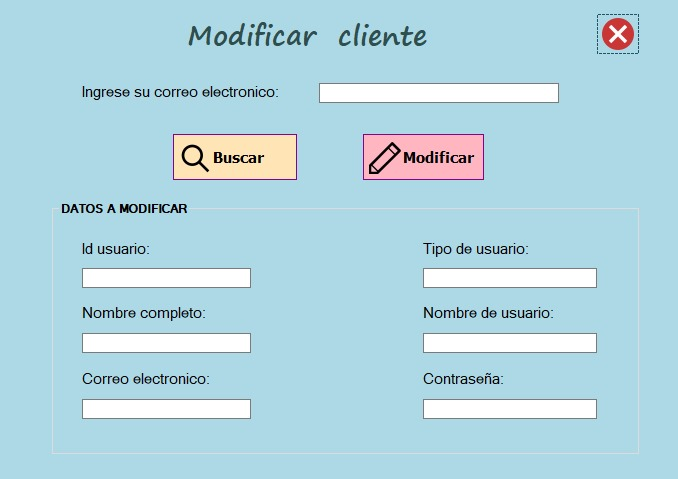 Modificar cliente
Ingrese su correo electronico:
Buscar
Modificar
DATOS A MODIFICAR
Id usuario:
Tipo de usuario:
Nombre completo:
Nombre de usuario:
Correo electronico:
Contraseña: